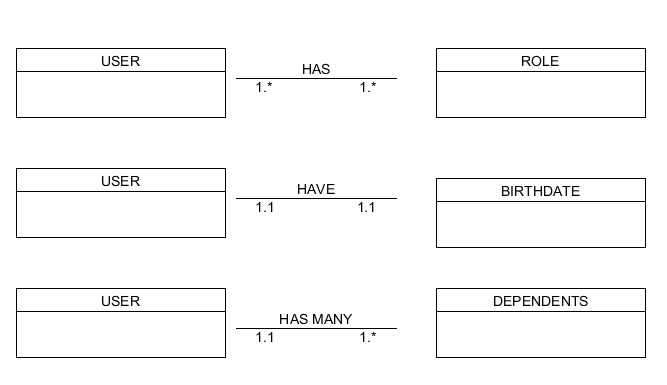 USER
HAS
ROLE
1.*
1.*
USER
HAVE
BIRTHDATE
1.1
1.1
USER
HAS MANY
DEPENDENTS
1.1
1.*